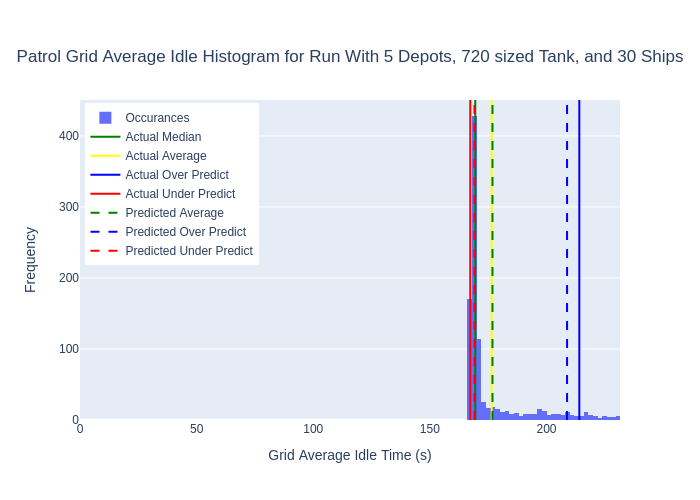 Patrol Grid Average Idle Histogram for Run With 5 Depots, 720 sized Tank, and 30 Ships
Occurances
Actual Median
Actual Average
Actual Over Predict
Actual Under Predict
Predicted Average
Predicted Over Predict
Predicted Under Predict
Frequency
400
300
200
100
0
0 50 100 150 200
Grid Average Idle Time (s)